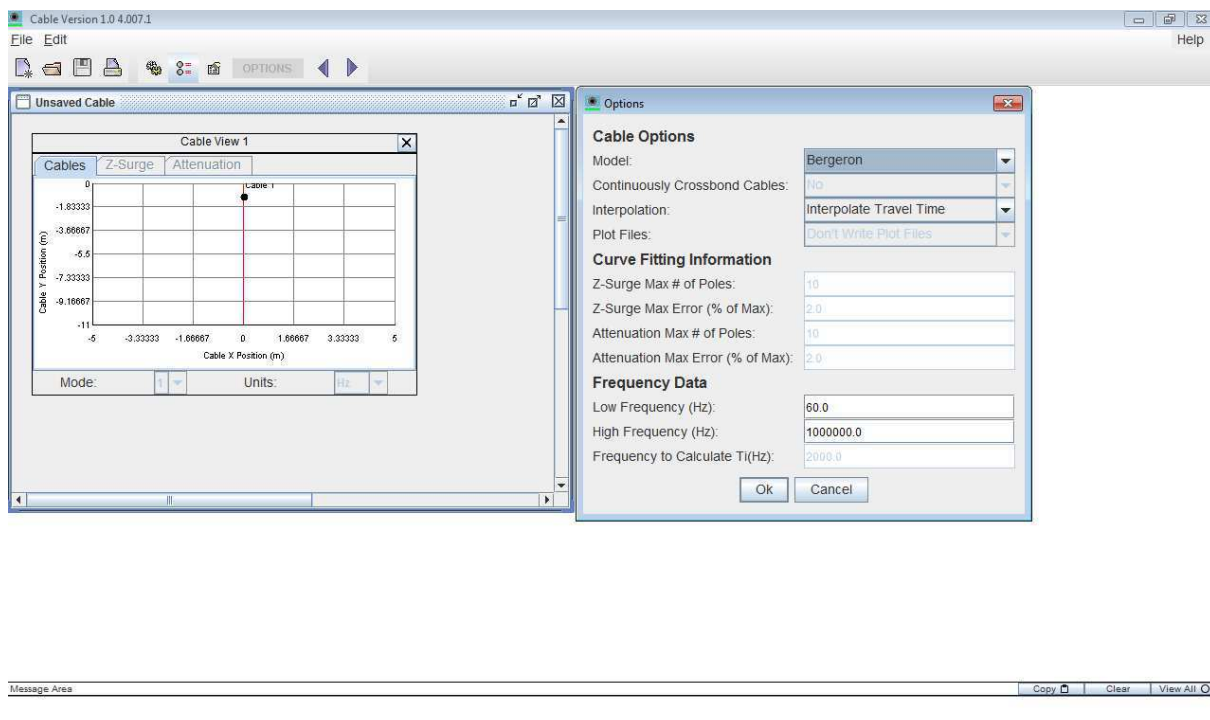 Cable Version 1.0 4.007.1
File Edit Help
OPTIONS
Unsaved Cable
Cable View 1
Cables Z-Surge Attenuation
Cable 1
0
-1.83333
-3.66667
-5.5
-7.33333
-9.16667
-11
Cable Y Position (m)
-5 -3.33333 -1.66667 0 1.66667 3.33333 5
Cable X Position (m)
Mode: 1 Units: Hz
Options
Cable Options
Model: Bergeron
Continuously Crossbond Cables: No
Interpolation: Interpolate Travel Time
Plot Files: Don't Write Plot Files
Curve Fitting Information
Z-Surge Max # of Poles: 10
Z-Surge Max Error (% of Max): 2.0
Attenuation Max # of Poles: 10
Attenuation Max Error (% of Max): 2.0
Frequency Data
Low Frequency (Hz): 60.0
High Frequency (Hz): 1000000.0
Frequency to Calculate Ti(Hz): 2000.0
Ok Cancel
Message Area Copy Clear View All